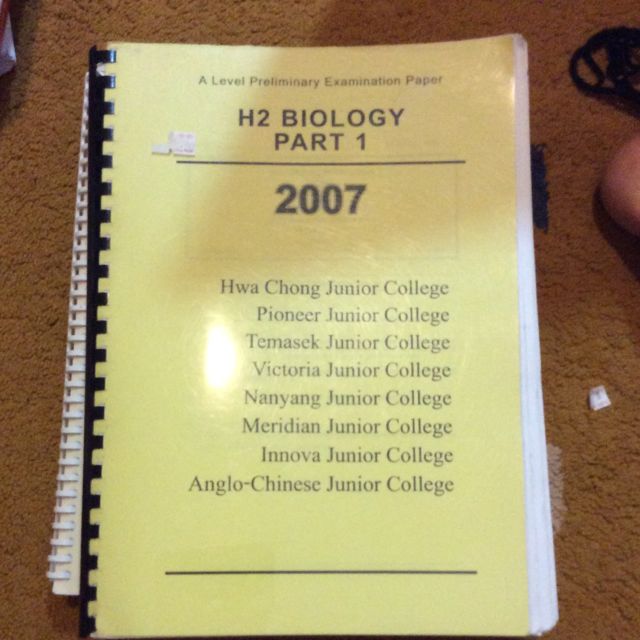 A Level Preliminary Examination Paper
H2 BIOLOGY
PART 1
2007
Hwa Chong Junior College
Pioneer Junior College
Temasek Junior College
Victoria Junior College
Nanyang Junior College
Meridian Junior College
Innova Junior College
Anglo-Chinese Junior College